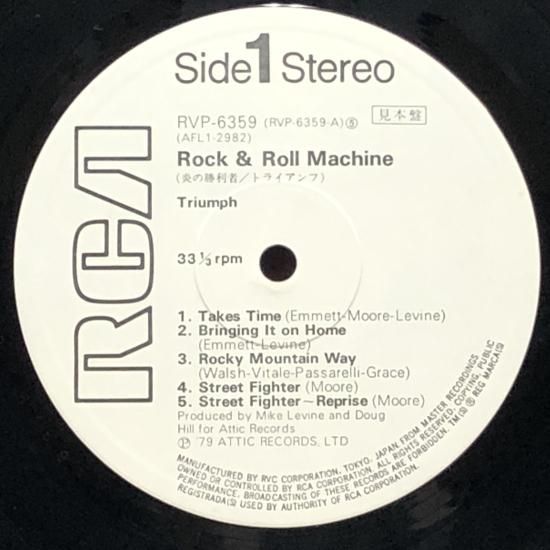 Side 1 Stereo
RVP-6359 (RVP-6359-A) Ⓢ 見本盤
(AFL1-2982)
Rock & Roll Machine
(炎の勝利者/トライアンフ)
Triumph
33 1/3 rpm
RCA
1. Takes Time (Emmett-Moore-Levine)
2. Bringing It on Home
(Emmett-Levine)
3. Rocky Mountain Way
(Walsh-Vitale-Passarelli-Grace)
4. Street Fighter (Moore)
5. Street Fighter~Reprise (Moore)
Produced by Mike Levine and Doug
Hill for Attic Records
℗ '79 ATTIC RECORDS, LTD
MANUFACTURED BY RVC CORPORATION, TOKYO, JAPAN. FROM MASTER RECORDINGS
OWNED OR CONTROLLED BY RCA CORPORATION. ALL RIGHTS RESERVED. COPYING, PUBLIC
PERFORMANCE, BROADCASTING OF THESE RECORDS ARE FORBIDDEN. TM(S) ® REG MARCA(S)
REGISTRADA(S) USED BY AUTHORITY OF RCA CORPORATION.